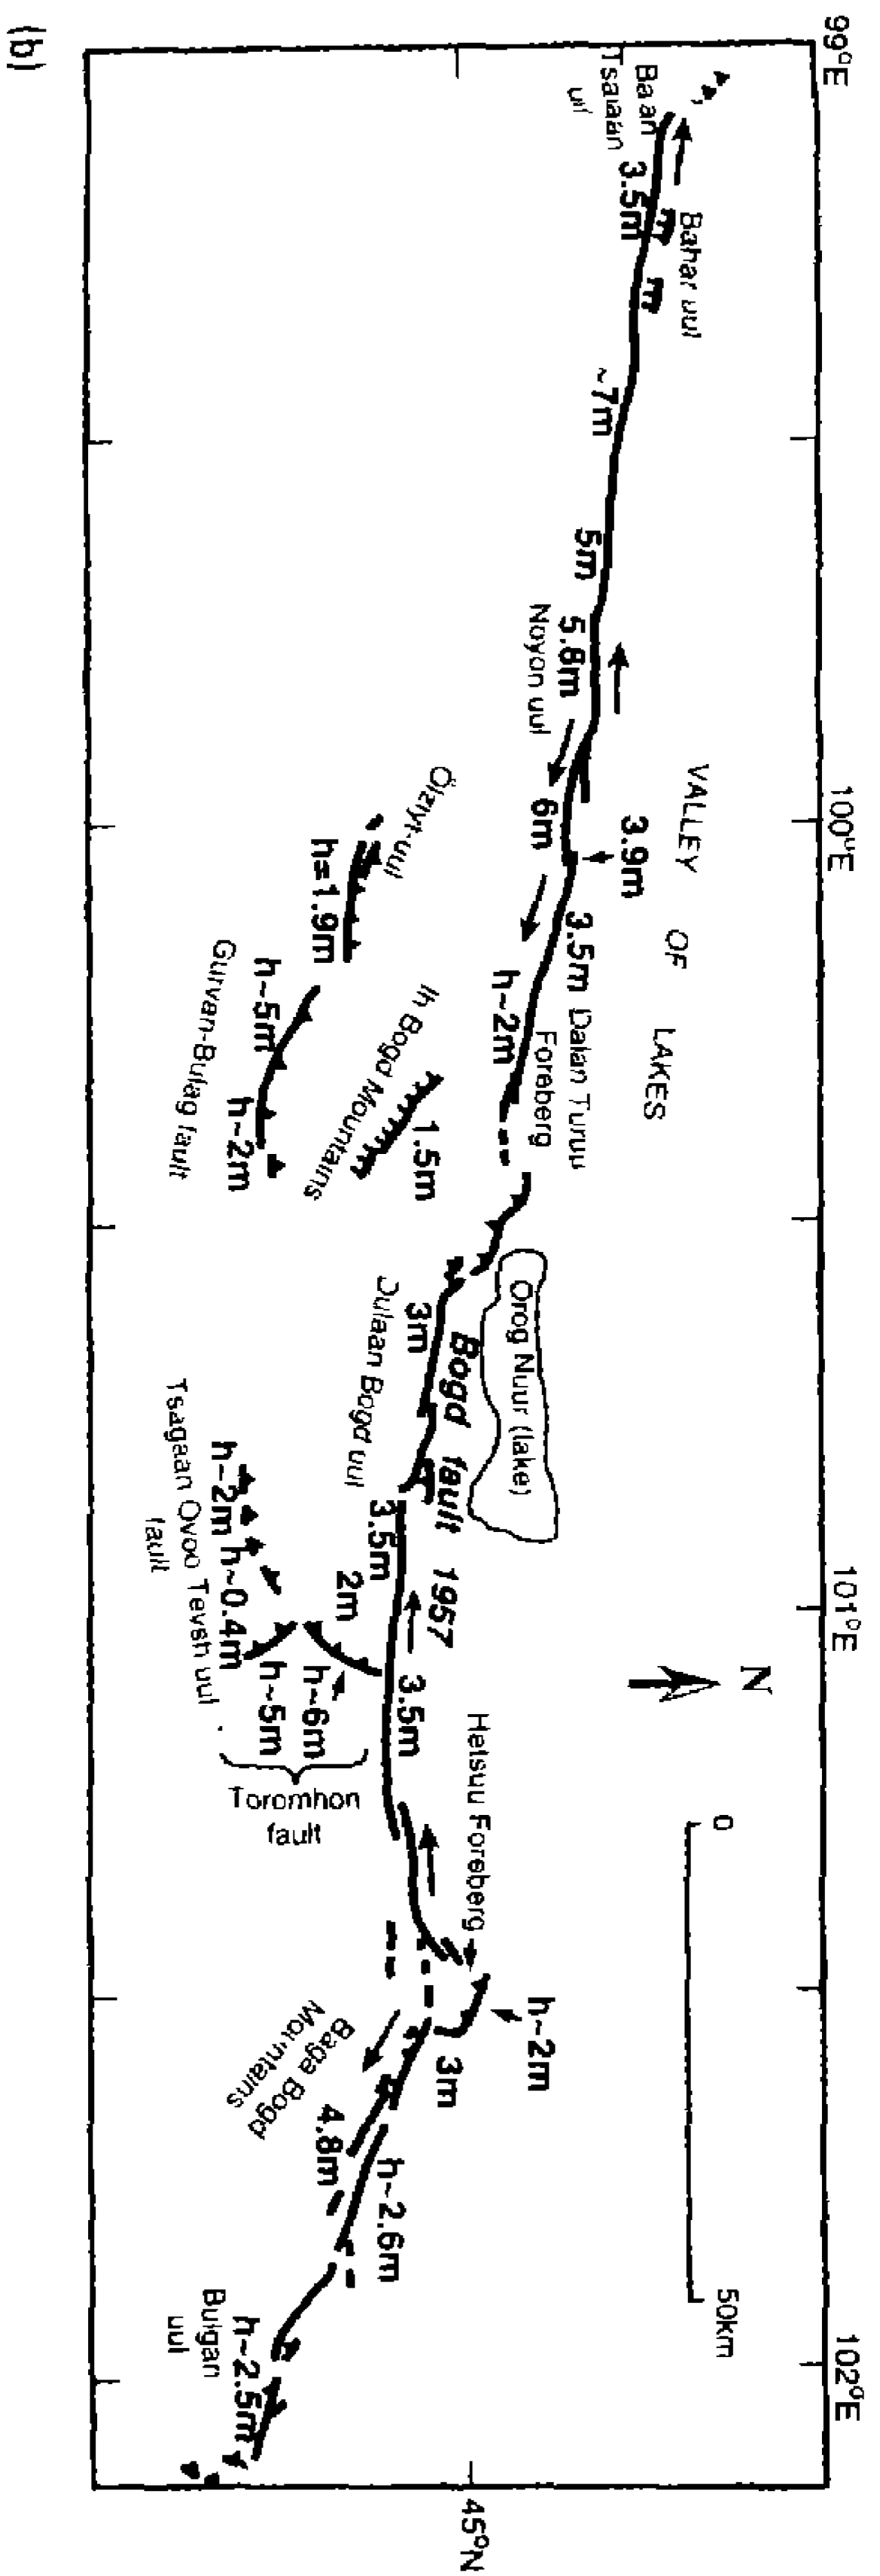 99°E
100°E
101°E
102°E
45°N
N
0
50km
Baan
Tsagaan
uul
3.5m
Bahar uul
~7m
5m
5.8m
Noyon uul
6m
3.9m
VALLEY OF LAKES
3.5m
Dalan Turuu
Foreberg
h~2m
Ölziyt-uul
h=1.9m
h~5m
h~2m
Gurvan-Bulag fault
Ih Bogd Mountains
1.5m
Orog Nuur (lake)
Bogd fault 1957
3m
Dulaan Bogd uul
3.5m
2m
3.5m
h~2m
h~0.4m
Tsagaan Ovoo Tevsh uul
fault
h~6m
h~5m
Toromhon
fault
Hetsuu Foreberg
h~2m
3m
Baga Bogd
Mountains
4.8m
h~2.6m
h~2.5m
Bulgan
uul
(b)